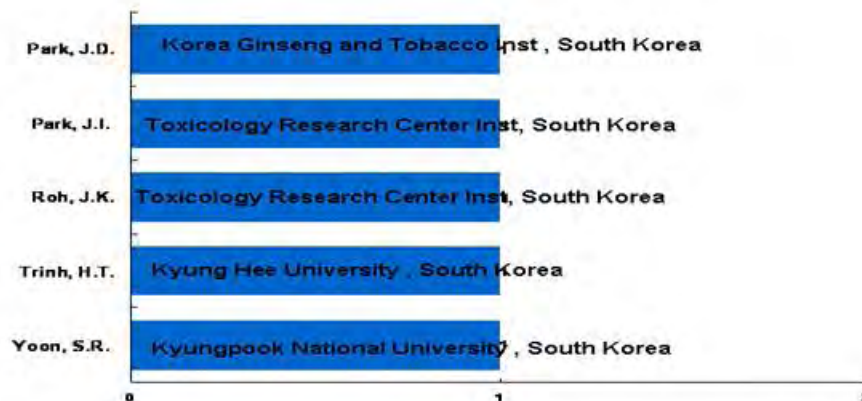 Park, J.D. Korea Ginseng and Tobacco Inst , South Korea
Park, J.I. Toxicology Research Center Inst, South Korea
Roh, J.K. Toxicology Research Center Inst, South Korea
Trinh, H.T. Kyung Hee University , South Korea
Yoon, S.R. Kyungpook National University , South Korea
0 1